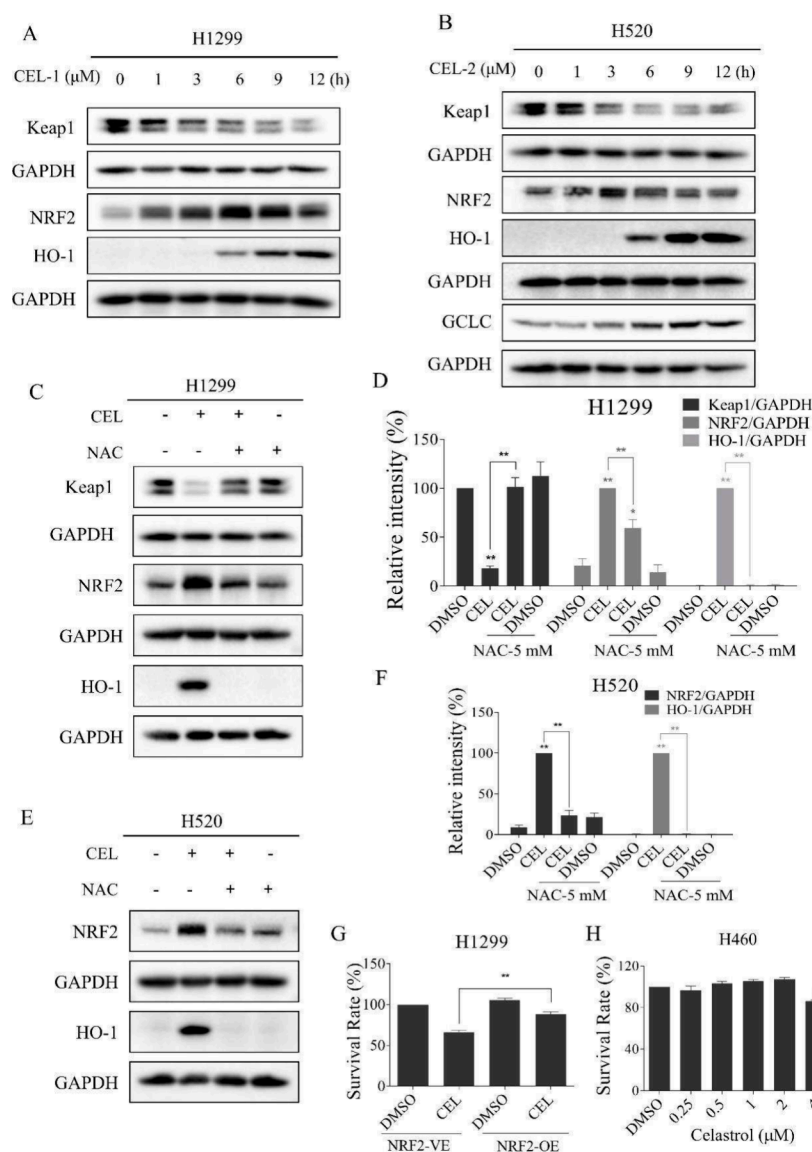 A
H1299
CEL-1 (μM) 0 1 3 6 9 12 (h)
Keap1
GAPDH
NRF2
HO-1
GAPDH
B
H520
CEL-2 (μM) 0 1 3 6 9 12 (h)
Keap1
GAPDH
NRF2
HO-1
GAPDH
GCLC
GAPDH
C
H1299
CEL - + + -
NAC - - + +
Keap1
GAPDH
NRF2
GAPDH
HO-1
GAPDH
D
H1299
Keap1/GAPDH
NRF2/GAPDH
HO-1/GAPDH
Relative intensity (%)
150
100
50
0
** ** ** ** * ** **
DMSO CEL CEL DMSO DMSO CEL CEL DMSO DMSO CEL CEL DMSO
NAC-5 mM NAC-5 mM NAC-5 mM
E
H520
CEL - + + -
NAC - - + +
NRF2
GAPDH
HO-1
GAPDH
F
H520
NRF2/GAPDH
HO-1/GAPDH
Relative intensity (%)
150
100
50
0
** ** ** **
DMSO CEL CEL DMSO DMSO CEL CEL DMSO
NAC-5 mM NAC-5 mM
G
H1299
Survival Rate (%)
150
100
50
0
**
DMSO CEL DMSO CEL
NRF2-VE NRF2-OE
H
H460
Survival Rate (%)
120
80
40
0
DMSO 0.25 0.5 1 2
Celastrol (μM)